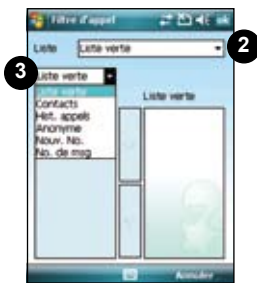 Filtre d'appel ok
Liste Liste verte 2
3
Liste verte
Liste verte
Liste verte
Contacts
Hist. appels
Anonyme
Nouv. No.
No. de msg
Annuler